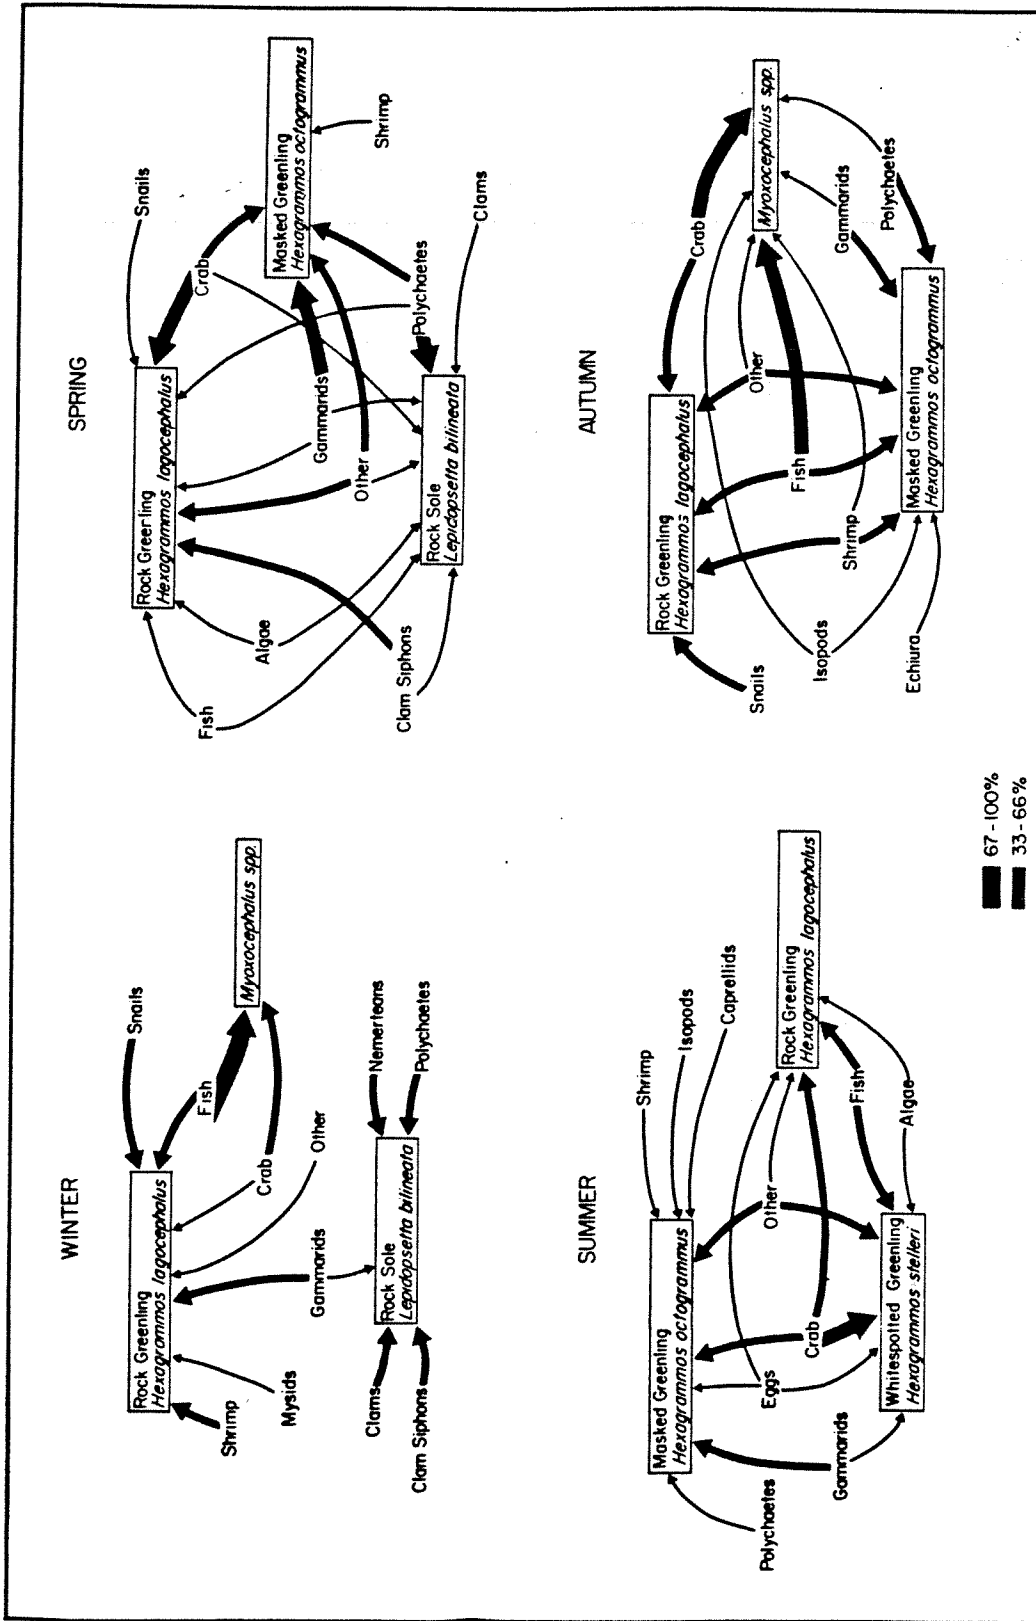 WINTER
Rock Greenling
Hexagrammos lagocephalus
Snails
Fish
Myoxocephalus spp.
Crab
Other
Gammarids
Mysids
Shrimp
Rock Sole
Lepidopsetta bilineata
Nemerteans
Polychaetes
Clams
Clam Siphons
SPRING
Rock Greenling
Hexagrammos lagocephalus
Snails
Crab
Masked Greenling
Hexagrammos octogrammus
Shrimp
Polychaetes
Gammarids
Other
Algae
Fish
Clam Siphons
Rock Sole
Lepidopsetta bilineata
Clams
SUMMER
Masked Greenling
Hexagrammos octogrammus
Shrimp
Isopods
Caprellids
Rock Greenling
Hexagrammos lagocephalus
Other
Fish
Algae
Crab
Eggs
Gammarids
Polychaetes
Whitespotted Greenling
Hexagrammos stelleri
AUTUMN
Rock Greenling
Hexagrammos lagocephalus
Crab
Myoxocephalus spp.
Other
Gammarids
Polychaetes
Fish
Shrimp
Snails
Isopods
Echiura
Masked Greenling
Hexagrammos octogrammus
67-100%
33-66%